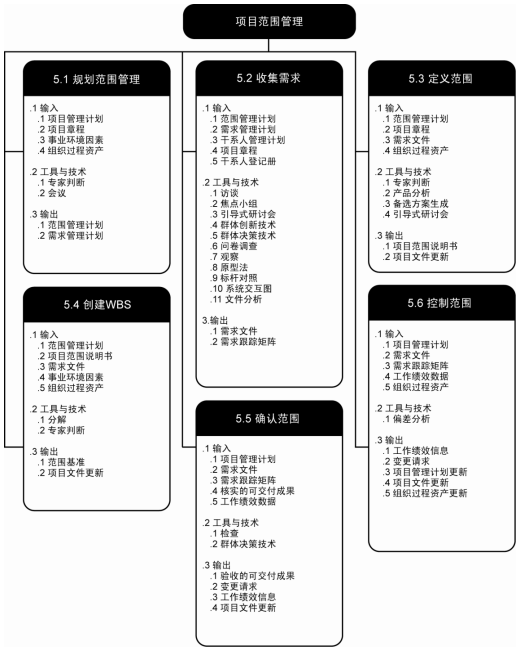 项目范围管理
5.1 规划范围管理
.1 输入
.1 项目管理计划
.2 项目章程
.3 事业环境因素
.4 组织过程资产
.2 工具与技术
.1 专家判断
.2 会议
.3 输出
.1 范围管理计划
.2 需求管理计划
5.2 收集需求
.1 输入
.1 范围管理计划
.2 需求管理计划
.3 干系人管理计划
.4 项目章程
.5 干系人登记册
.2 工具与技术
.1 访谈
.2 焦点小组
.3 引导式研讨会
.4 群体创新技术
.5 群体决策技术
.6 问卷调查
.7 观察
.8 原型法
.9 标杆对照
.10 系统交互图
.11 文件分析
3.输出
.1 需求文件
.2 需求跟踪矩阵
5.3 定义范围
.1 输入
.1 范围管理计划
.2 项目章程
.3 需求文件
.4 组织过程资产
.2 工具与技术
.1 专家判断
.2 产品分析
.3 备选方案生成
.4 引导式研讨会
.3 输出
.1 项目范围说明书
.2 项目文件更新
5.4 创建WBS
.1 输入
.1 范围管理计划
.2 项目范围说明书
.3 需求文件
.4 事业环境因素
.5 组织过程资产
.2 工具与技术
.1 分解
.2 专家判断
.3 输出
.1 范围基准
.2 项目文件更新
5.5 确认范围
.1 输入
.1 项目管理计划
.2 需求文件
.3 需求跟踪矩阵
.4 核实的可交付成果
.5 工作绩效数据
.2 工具与技术
.1 检查
.2 群体决策技术
.3 输出
.1 验收的可交付成果
.2 变更请求
.3 工作绩效信息
.4 项目文件更新
5.6 控制范围
.1 输入
.1 项目管理计划
.2 需求文件
.3 需求跟踪矩阵
.4 工作绩效数据
.5 组织过程资产
.2 工具与技术
.1 偏差分析
.3 输出
.1 工作绩效信息
.2 变更请求
.3 项目管理计划更新
.4 项目文件更新
.5 组织过程资产更新